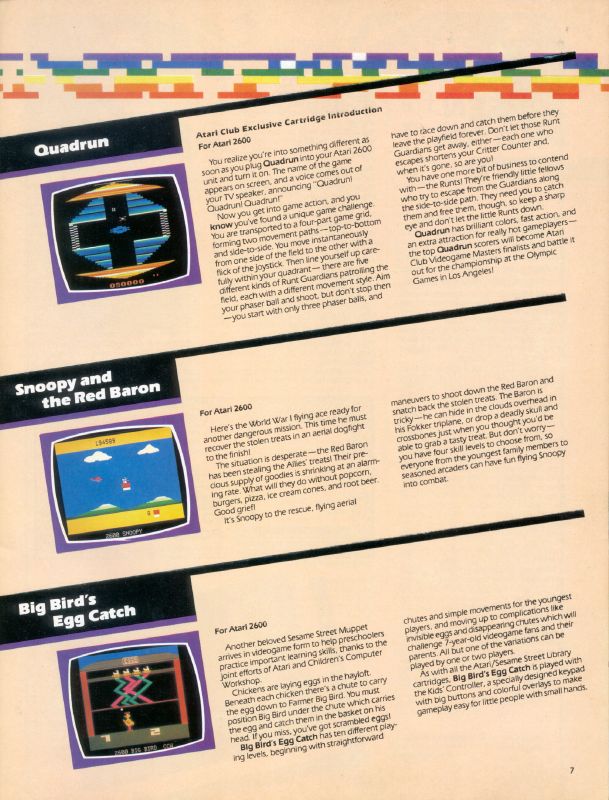 Quadrun
050000
Atari Club Exclusive Cartridge Introduction
For Atari 2600
You realize you're into something different as
soon as you plug Quadrun into your Atari 2600
unit and turn it on. The name of the game
appears on screen, and a voice comes out of
your TV speaker, announcing "Quadrun!
Quadrun! Quadrun!"
Now you get into game action, and you
know you've found a unique game challenge.
You are transported to a four-part game grid,
forming two movement paths—top-to-bottom
and side-to-side. You move instantaneously
from one side of the field to the other with a
flick of the joystick. Then line yourself up care-
fully within your quadrant—there are five
different kinds of Runt Guardians patrolling the
field, each with a different movement style. Aim
your phaser ball and shoot, but don't stop then
—you start with only three phaser balls, and
have to race down and catch them before they
leave the playfield forever. Don't let those Runt
Guardians get away, either—each one who
escapes shortens your Critter Counter and,
when it's gone, so are you!
You have one more bit of business to contend
with—the Runts! They're friendly little fellows
who try to escape from the Guardians along
the side-to-side path. They need you to catch
them and free them, though, so keep a sharp
eye and don't let the little Runts down.
Quadrun has brilliant colors, fast action, and
an extra attraction for really hot gameplayers—
the top Quadrun scorers will become Atari
Club Videogame Masters finalists and battle it
out for the championship at the Olympic
Games in Los Angeles!
Snoopy and
the Red Baron
194500
2600 SNOOPY
For Atari 2600
Here's the World War I flying ace ready for
another dangerous mission. This time he must
recover the stolen treats in an aerial dogfight
to the finish!
The situation is desperate—the Red Baron
has been stealing the Allies' treats! Their pre-
cious supply of goodies is shrinking at an alarm-
ing rate. What will they do without popcorn,
burgers, pizza, ice cream cones, and root beer.
Good grief!
It's Snoopy to the rescue, flying aerial
maneuvers to shoot down the Red Baron and
snatch back the stolen treats. The Baron is
tricky—he can hide in the clouds overhead in
his Fokker triplane, or drop a deadly skull and
crossbones just when you thought you'd be
able to grab a tasty treat. But don't worry—
you have four skill levels to choose from, so
everyone from the youngest family members to
seasoned arcaders can have fun flying Snoopy
into combat.
Big Bird's
Egg Catch
2600 BIG BIRD CCW
For Atari 2600
Another beloved Sesame Street Muppet
arrives in videogame form to help preschoolers
practice important learning skills, thanks to the
joint efforts of Atari and Children's Computer
Workshop.
Chickens are laying eggs in the hayloft.
Beneath each chicken there's a chute to carry
the egg down to Farmer Big Bird. You must
position Big Bird under the chute which carries
the egg and catch them in the basket on his
head. If you miss, you've got scrambled eggs!
Big Bird's Egg Catch has ten different play-
ing levels, beginning with straightforward
chutes and simple movements for the youngest
players, and moving up to complications like
invisible eggs and disappearing chutes which will
challenge 7-year-old videogame fans and their
parents. All but one of the variations can be
played by one or two players.
As with all the Atari/Sesame Street Library
cartridges, Big Bird's Egg Catch is played with
the Kids' Controller, a specially designed keypad
with big buttons and colorful overlays to make
gameplay easy for little people with small hands.
7